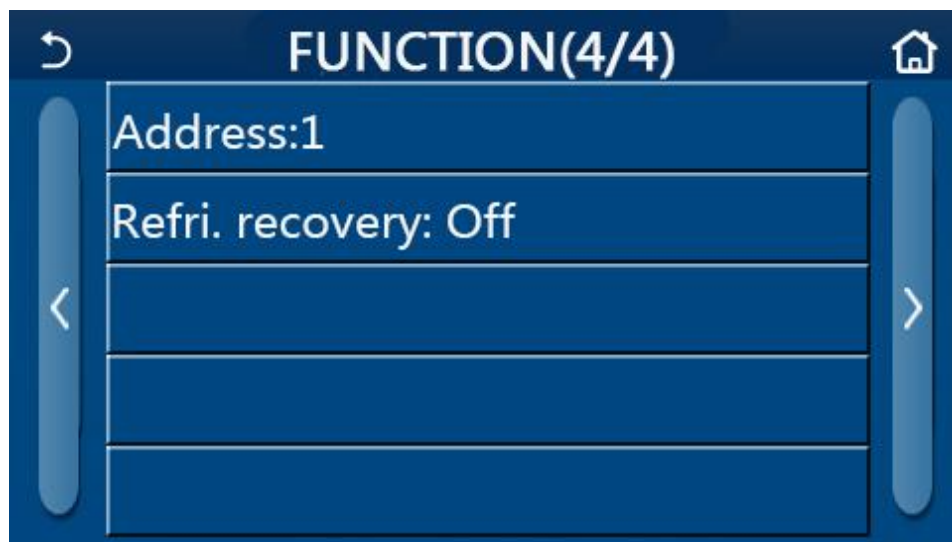 FUNCTION(4/4)
Address:1
Refri. recovery: Off